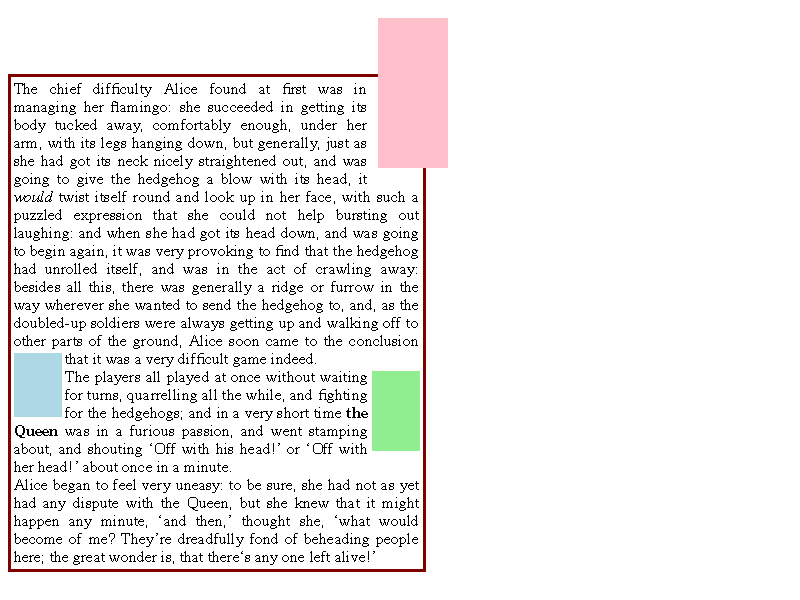 The chief difficulty Alice found at first was in
managing her flamingo: she succeeded in getting its
body tucked away, comfortably enough, under her
arm, with its legs hanging down, but generally, just as
she had got its neck nicely straightened out, and was
going to give the hedgehog a blow with its head, it
would twist itself round and look up in her face, with such a
puzzled expression that she could not help bursting out
laughing: and when she had got its head down, and was going
to begin again, it was very provoking to find that the hedgehog
had unrolled itself, and was in the act of crawling away:
besides all this, there was generally a ridge or furrow in the
way wherever she wanted to send the hedgehog to, and, as the
doubled-up soldiers were always getting up and walking off to
other parts of the ground, Alice soon came to the conclusion
that it was a very difficult game indeed.
The players all played at once without waiting
for turns, quarrelling all the while, and fighting
for the hedgehogs; and in a very short time the
Queen was in a furious passion, and went stamping
about, and shouting ‘Off with his head!’ or ‘Off with
her head!’ about once in a minute.
Alice began to feel very uneasy: to be sure, she had not as yet
had any dispute with the Queen, but she knew that it might
happen any minute, ‘and then,’ thought she, ‘what would
become of me? They’re dreadfully fond of beheading people
here; the great wonder is, that there‘s any one left alive!’